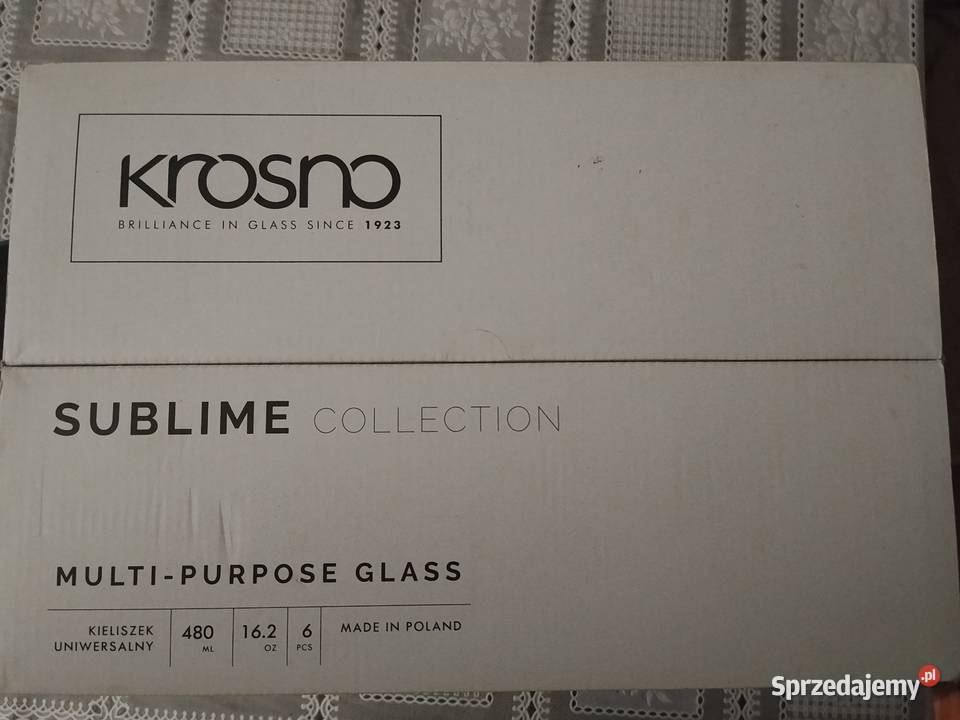 Krosno
BRILLIANCE IN GLASS SINCE 1923
SUBLIME COLLECTION
MULTI-PURPOSE GLASS
KIELISZEK
UNIWERSALNY
480
ML
16.2
OZ
6
PCS
MADE IN POLAND
Sprzedajemy.pl